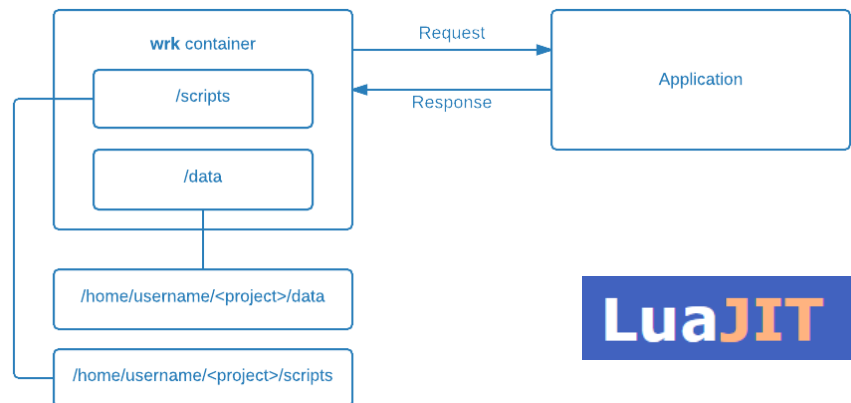 wrk container
/scripts
/data
Request
Response
Application
/home/username/<project>/data
/home/username/<project>/scripts
LuaJIT